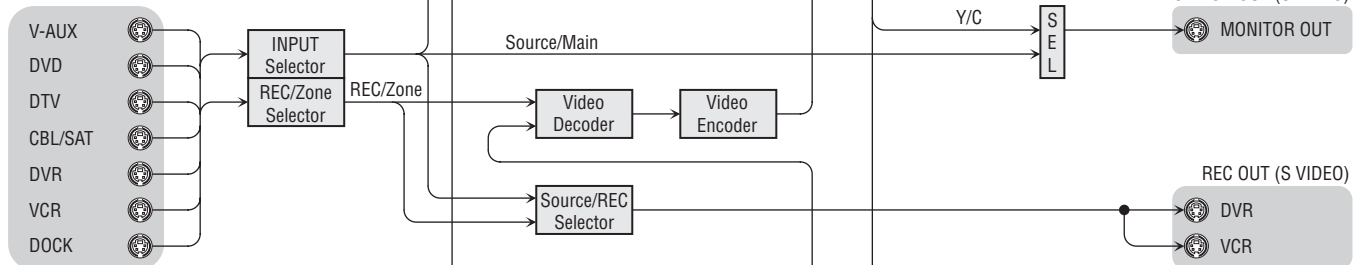 V-AUX
DVD
DTV
CBL/SAT
DVR
VCR
DOCK
INPUT
Selector
REC/Zone
Selector
REC/Zone
Source/Main
Video
Decoder
Video
Encoder
Source/REC
Selector
Y/C
S
E
L
MONITOR OUT
REC OUT (S VIDEO)
DVR
VCR